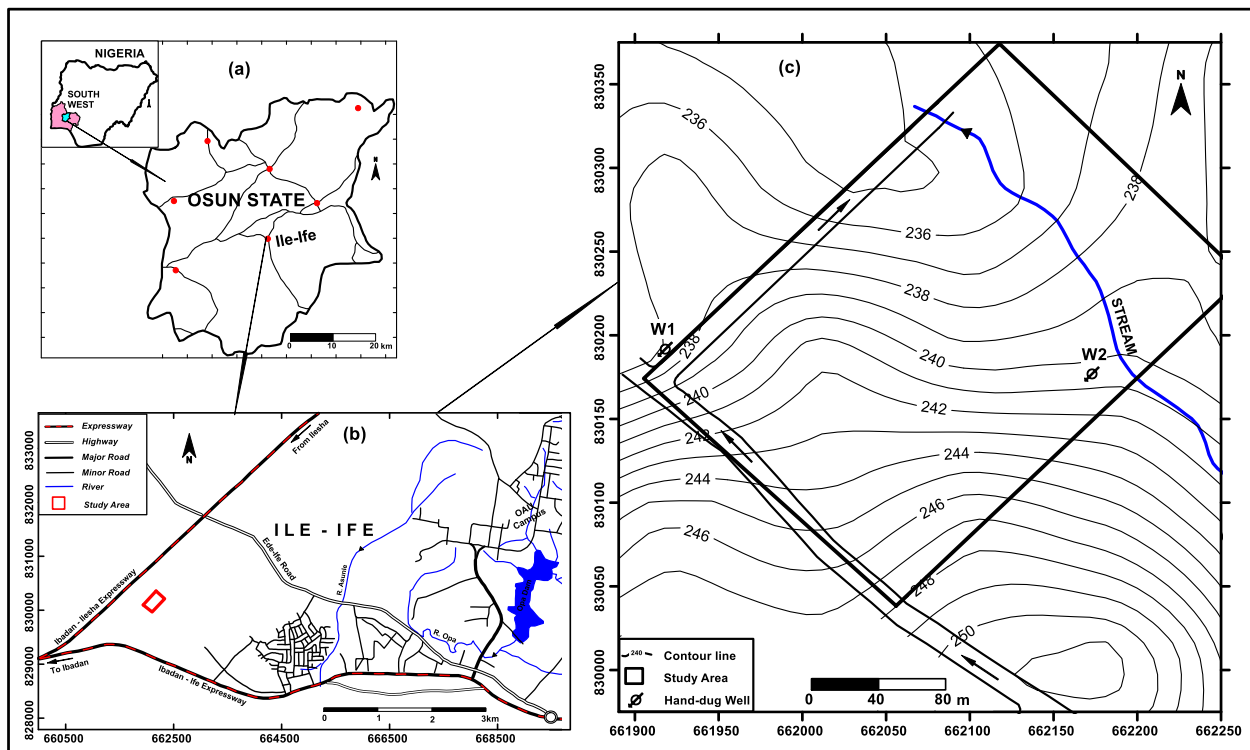 NIGERIA
SOUTH
WEST
(a)
N
OSUN STATE
Ile-Ife
0 10 20 km
(b)
Expressway
Highway
Major Road
Minor Road
River
Study Area
N
From Ilesha
ILE - IFE
OAU
Campus
Ede-Ife Road
R. Asunle
Ibadan - Ilesha Expressway
R. Opa
To Ibadan
Ibadan - Ife Expressway
0 1 2 3km
833000
832000
831000
830000
829000
828000
660500 662500 664500 666500 668500
(c)
N
236
238
236
238
STREAM
W1
W2
238
240
240
242
242
244
244
246
246
248
250
240 Contour line
Study Area
Hand-dug Well
0 40 80 m
830350
830300
830250
830200
830150
830100
830050
830000
661900 661950 662000 662050 662100 662150 662200 662250